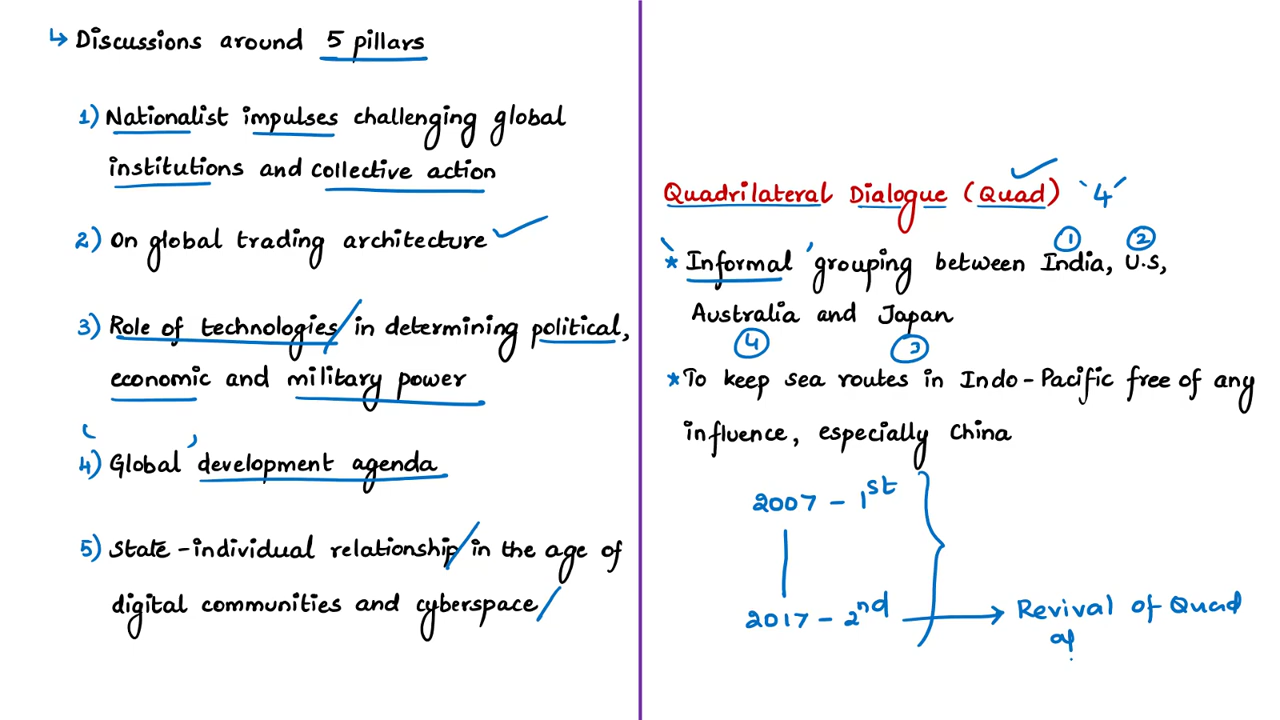 ↳ Discussions around 5 pillars
1) Nationalist impulses challenging global
institutions and collective action
2) On global trading architecture
3) Role of technologies in determining political,
economic and military power
4) Global development agenda
5) State-individual relationship in the age of
digital communities and cyberspace
Quadrilateral Dialogue (Quad) '4'
1 2
* Informal grouping between India, U.S,
Australia and Japan
4 3
* To keep sea routes in Indo-Pacific free of any
influence, especially China
2007 - 1st
2017 - 2nd → Revival of Quad